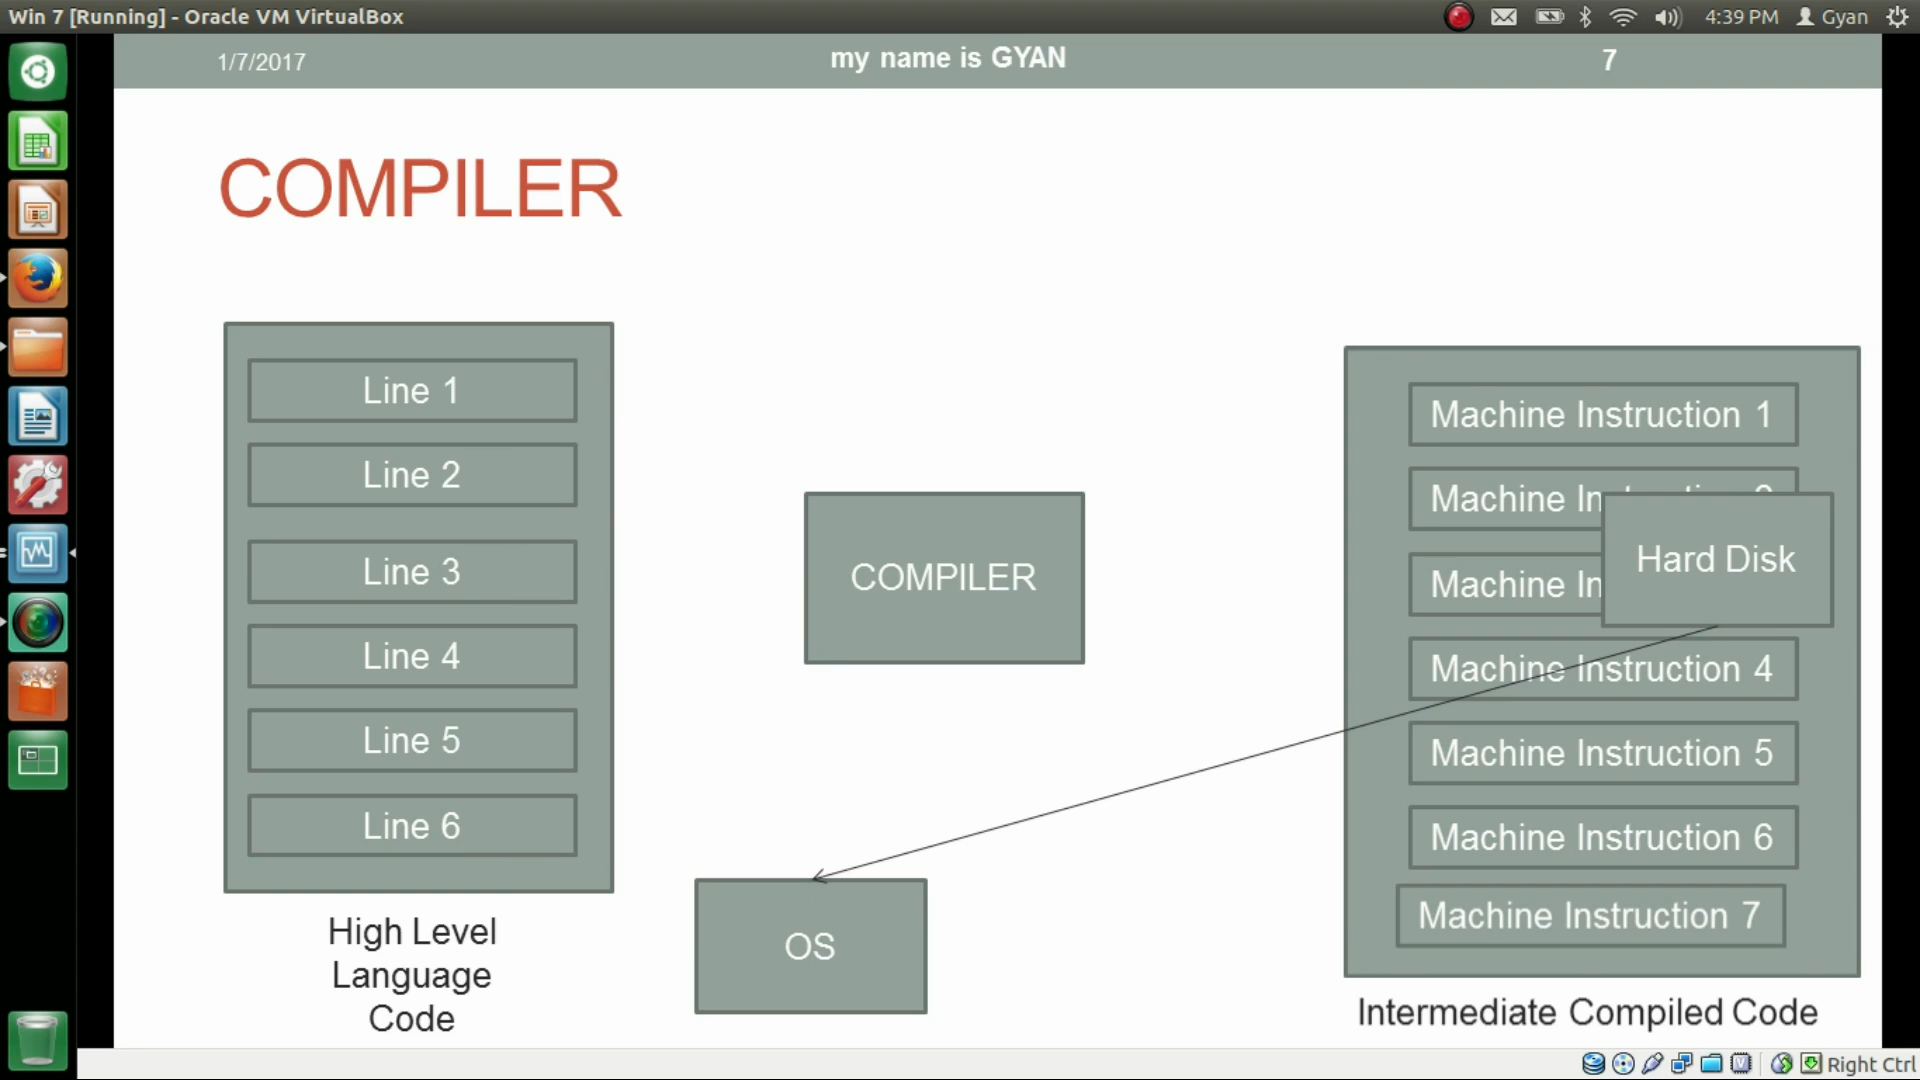 Win 7 [Running] - Oracle VM VirtualBox
4:39 PM
Gyan
1/7/2017
my name is GYAN
7
COMPILER
Line 1
Line 2
Line 3
Line 4
Line 5
Line 6
High Level
Language
Code
COMPILER
OS
Machine Instruction 1
Machine In
Hard Disk
Machine In
Machine Instruction 4
Machine Instruction 5
Machine Instruction 6
Machine Instruction 7
Intermediate Compiled Code
Right Ctrl